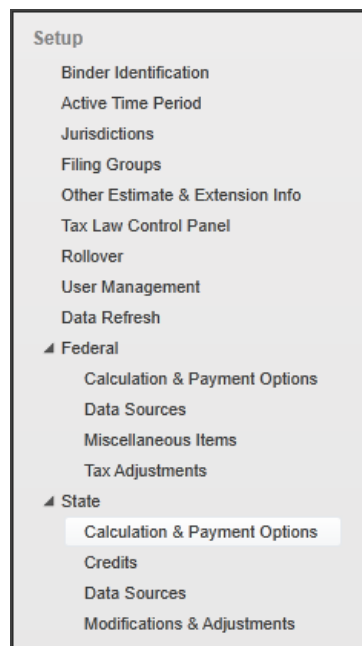 Setup
Binder Identification
Active Time Period
Jurisdictions
Filing Groups
Other Estimate & Extension Info
Tax Law Control Panel
Rollover
User Management
Data Refresh
Federal
Calculation & Payment Options
Data Sources
Miscellaneous Items
Tax Adjustments
State
Calculation & Payment Options
Credits
Data Sources
Modifications & Adjustments